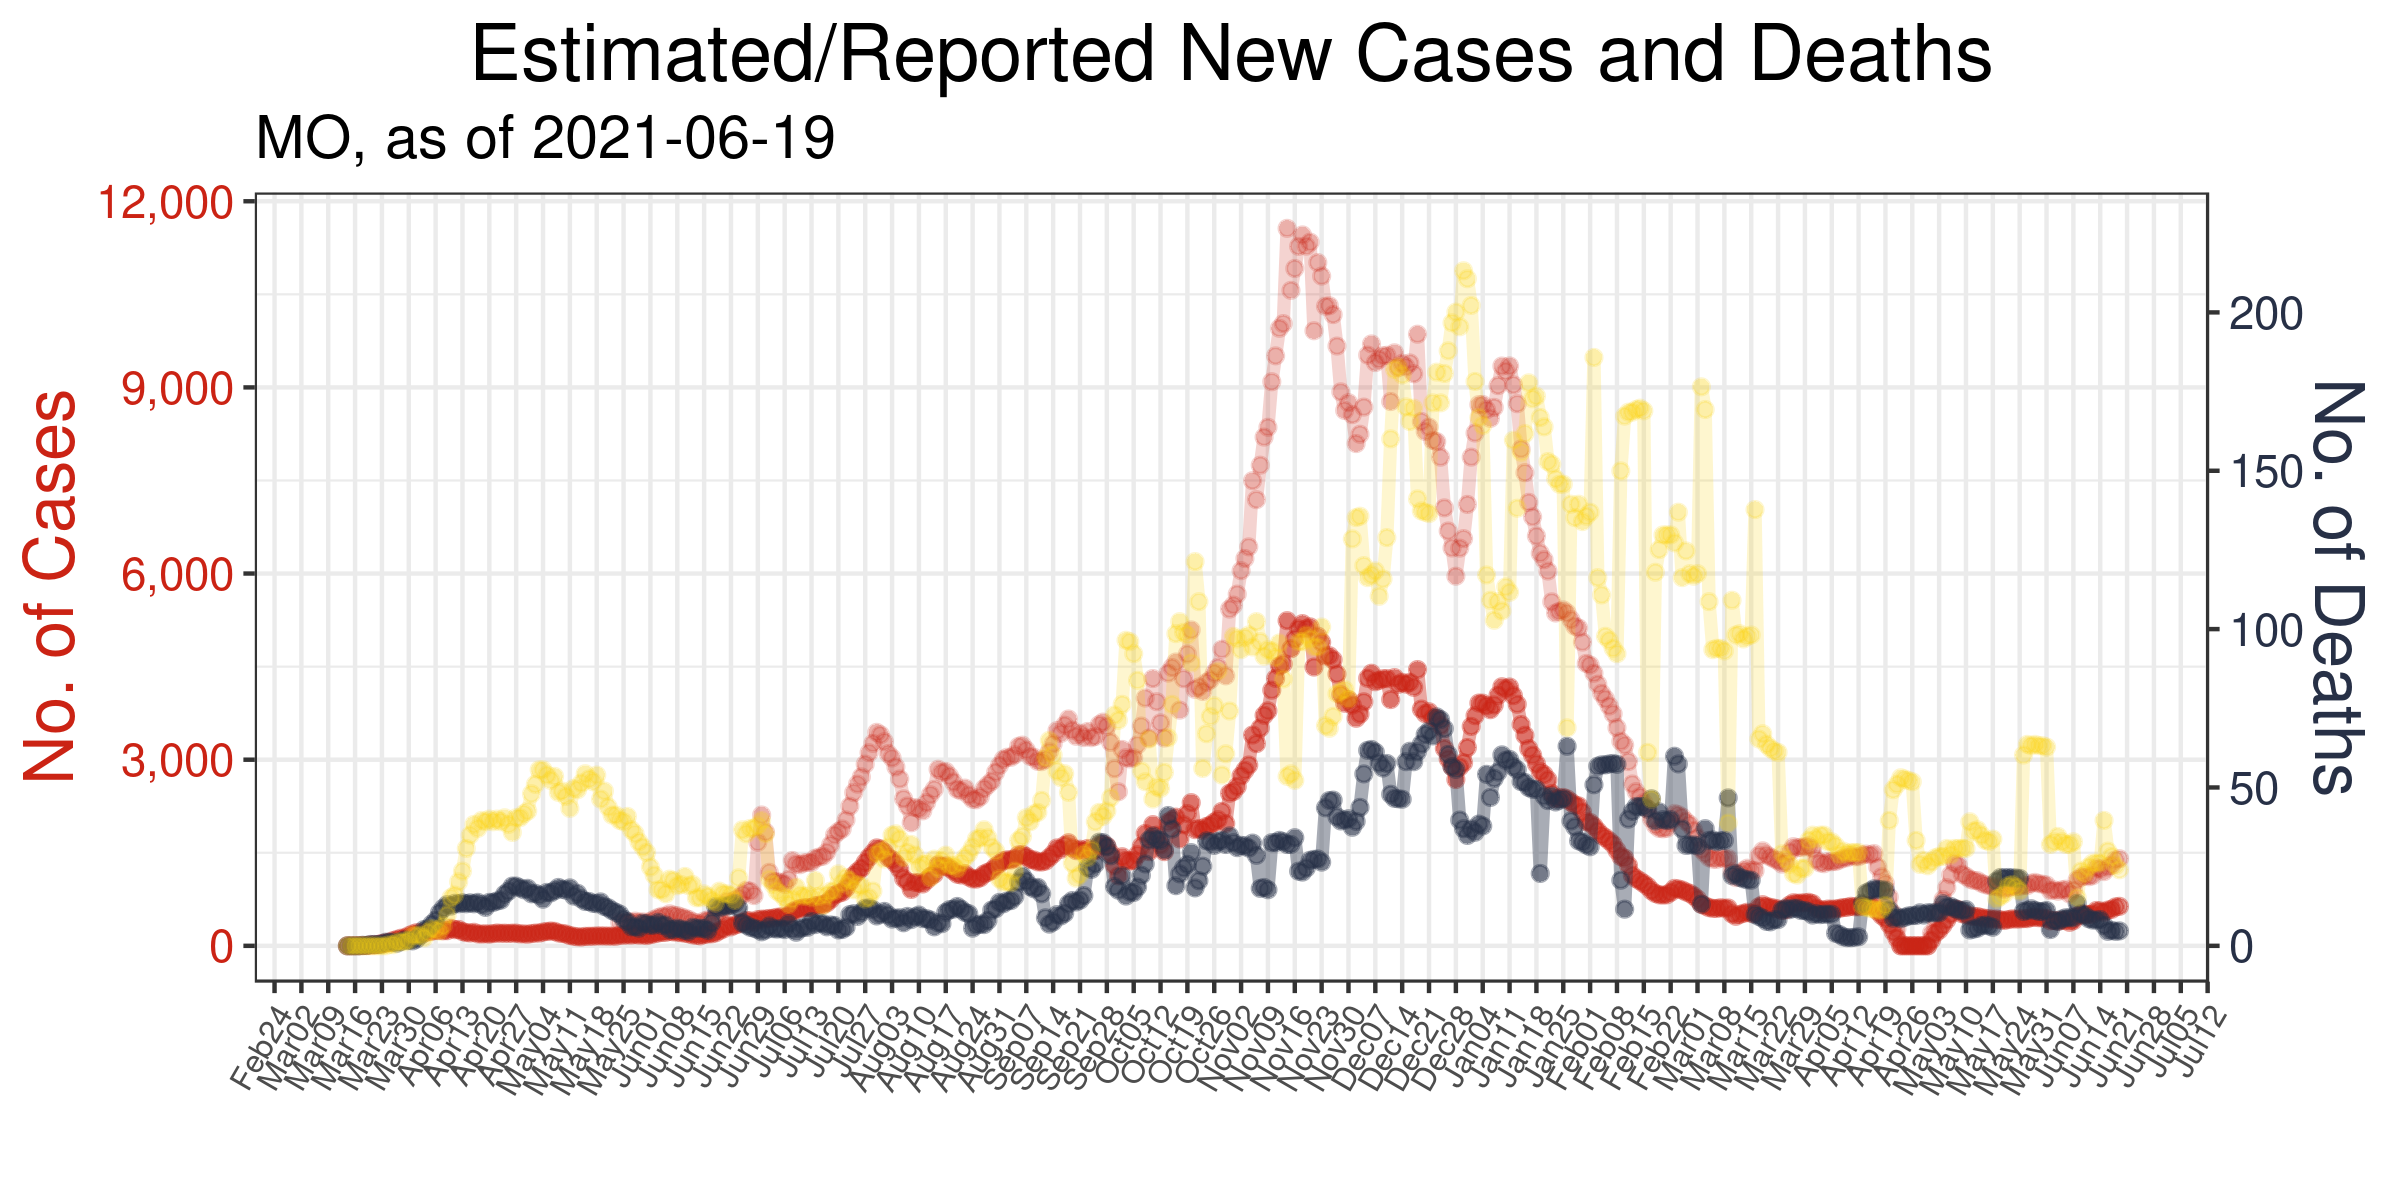 Estimated/Reported New Cases and Deaths
MO, as of 2021-06-19
No. of Cases
12,000
9,000
6,000
3,000
0
No. of Deaths
200
150
100
50
0
Feb24
Mar02
Mar09
Mar16
Mar23
Mar30
Apr06
Apr13
Apr20
Apr27
May04
May11
May18
May25
Jun01
Jun08
Jun15
Jun22
Jun29
Jul06
Jul13
Jul20
Jul27
Aug03
Aug10
Aug17
Aug24
Aug31
Sep07
Sep14
Sep21
Sep28
Oct05
Oct12
Oct19
Oct26
Nov02
Nov09
Nov16
Nov23
Nov30
Dec07
Dec14
Dec21
Dec28
Dec04
Jan11
Jan18
Jan25
Feb01
Feb08
Feb15
Feb22
Mar01
Mar08
Mar15
Mar22
Mar29
Apr05
Apr12
Apr19
Apr26
May03
May10
May17
May24
May31
Jun07
Jun14
Jun21
Jun28
Jul05
Jul12